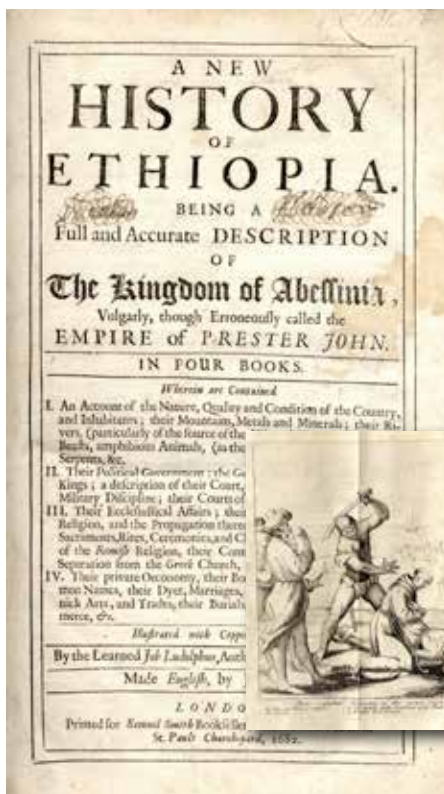 A NEW
HISTORY
OF
ETHIOPIA.
BEING A
Full and Accurate DESCRIPTION
OF
The Kingdom of Abessinia,
Vulgarly, though Erroneously called the
EMPIRE of PRESTER JOHN.
IN FOUR BOOKS.
Wherein are Contained
I. An Account of the Nature, Quality and Condition of the Country,
and Inhabitants; their Mountains, Metals and Minerals; their Ri-
vers, (particularly of the source of the
Beasts, amphibious Animals, (as the
Serpents, &c.
II. Their Political Government; the
Kings; a description of their Court,
Military Discipline; their Courts of
III. Their Ecclesiastical Affairs; their
Religion, and the Propagation
Sacraments, Rites, Ceremonies, and
of the Romish Religion, their
Separation from the Greek Church,
IV. Their private Oeconomy, their
mon Names, their Dyet, Marriages,
nick Arts, and Trades, their Burials
merce, &c.
Illustrated with
By the Learned Job Ludolphus,
Made English, by
LONDO
Printed for Samuel Smith Bookseller
St. Pauls Churchyard, 1682.